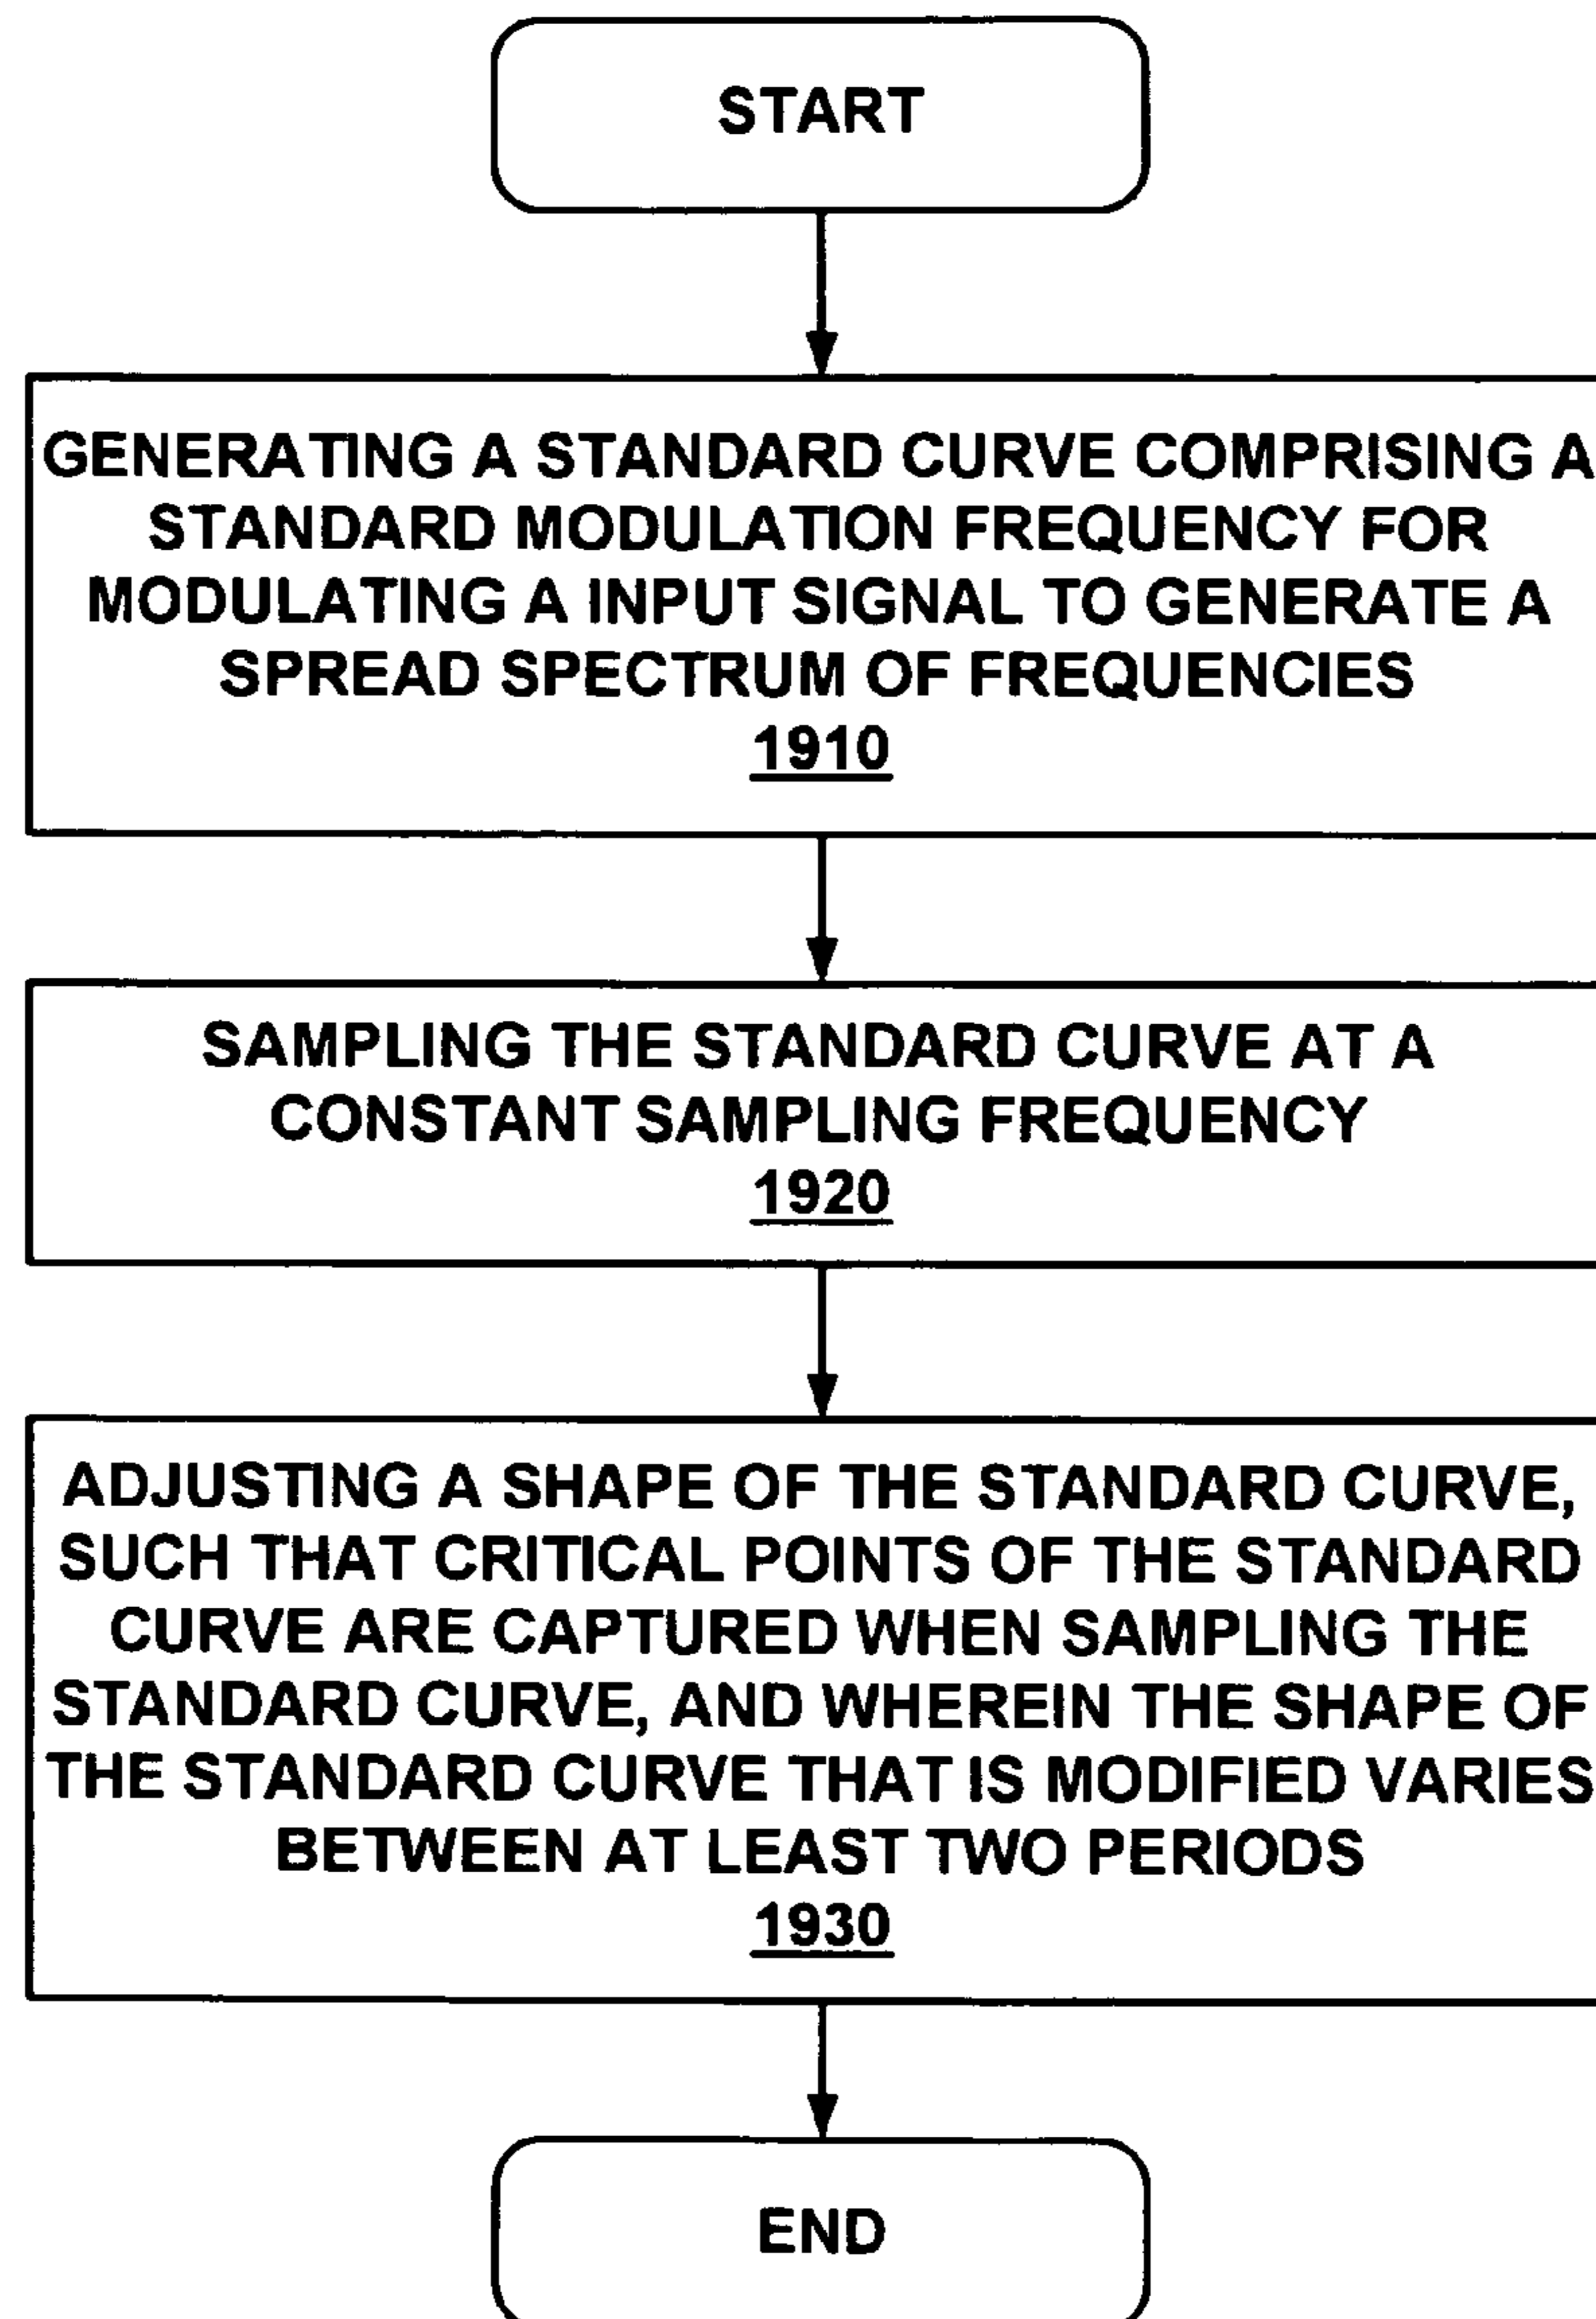 START
GENERATING A STANDARD CURVE COMPRISING A
STANDARD MODULATION FREQUENCY FOR
MODULATING A INPUT SIGNAL TO GENERATE A
SPREAD SPECTRUM OF FREQUENCIES
1910
SAMPLING THE STANDARD CURVE AT A
CONSTANT SAMPLING FREQUENCY
1920
ADJUSTING A SHAPE OF THE STANDARD CURVE,
SUCH THAT CRITICAL POINTS OF THE STANDARD
CURVE ARE CAPTURED WHEN SAMPLING THE
STANDARD CURVE, AND WHEREIN THE SHAPE OF
THE STANDARD CURVE THAT IS MODIFIED VARIES
BETWEEN AT LEAST TWO PERIODS
1930
END